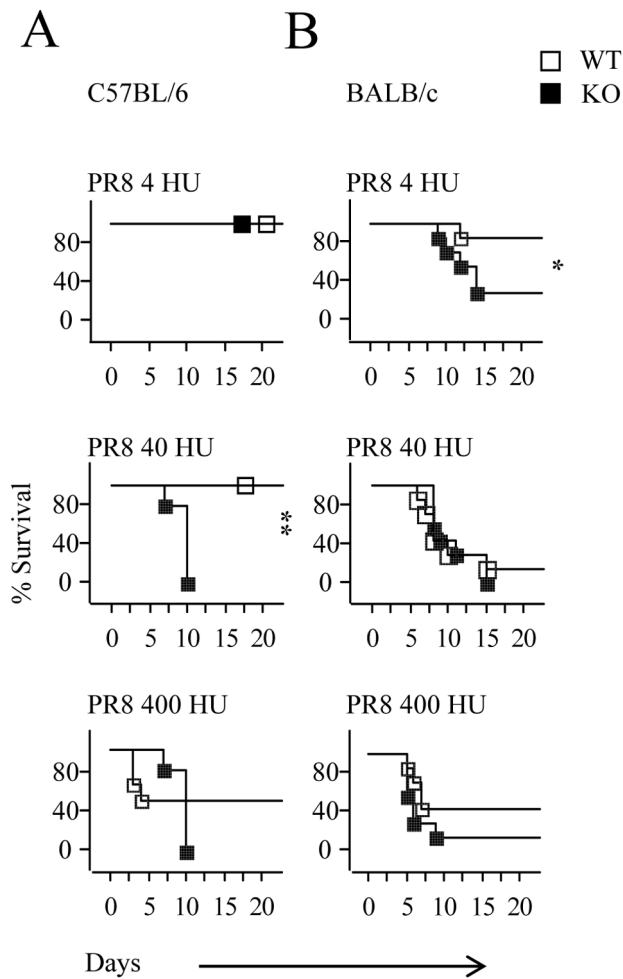 A B
WT
KO
C57BL/6 BALB/c
PR8 4 HU PR8 4 HU
80 80
* 
40 40
0 0
0 5 10 15 20 0 5 10 15 20
PR8 40 HU PR8 40 HU
% Survival
80 80
**
40 40
0 0
0 5 10 15 20 0 5 10 15 20
PR8 400 HU PR8 400 HU
80 80
40 40
0 0
0 5 10 15 20 0 5 10 15 20
Days